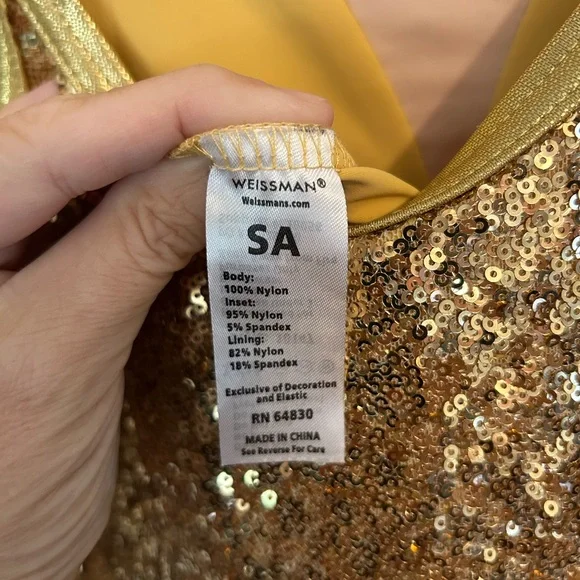 WEISSMAN®
Weissmans.com
SA
Body:
100% Nylon
Inset:
95% Nylon
5% Spandex
Lining:
82% Nylon
18% Spandex
Exclusive of Decoration
and Elastic
RN 64830
MADE IN CHINA
See Reverse For Care